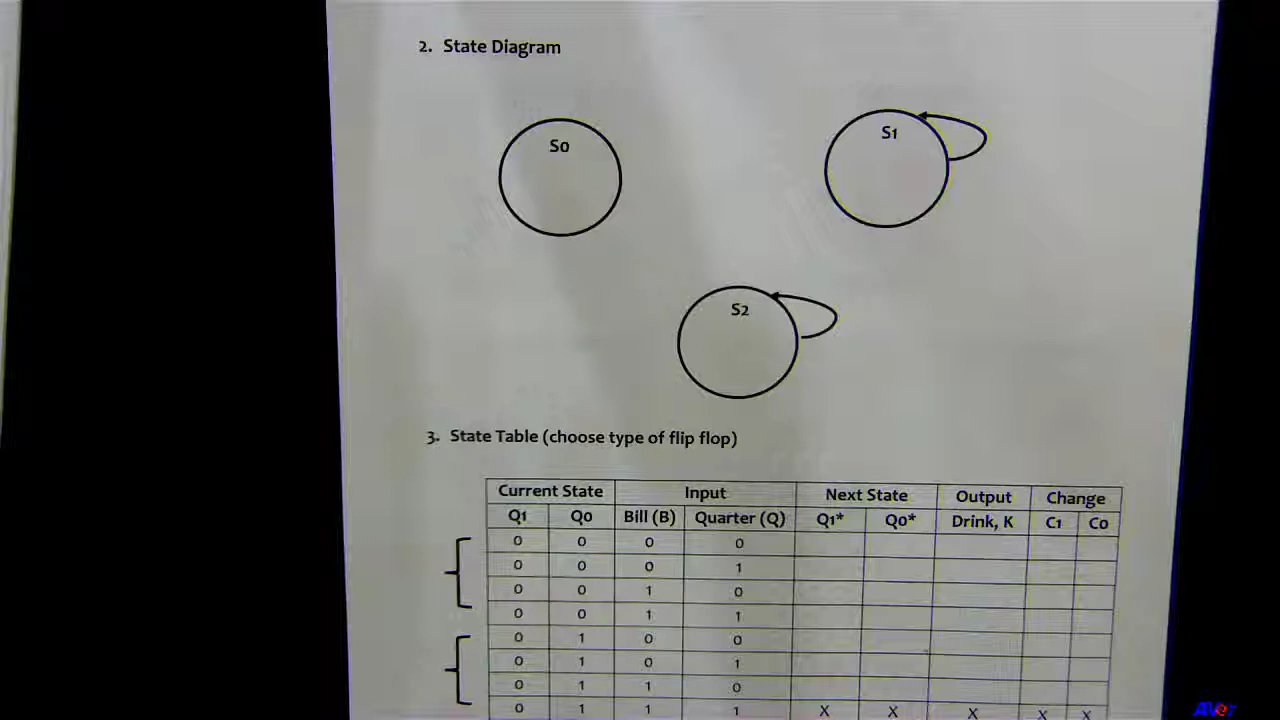 2. State Diagram
S0
S1
S2
3. State Table (choose type of flip flop)
Current State Input Next State Output Change
Q1 Q0 Bill (B) Quarter (Q) Q1* Q0* Drink, K C1 C0
0 0 0 0
0 0 0 1
0 0 1 0
0 0 1 1
0 1 0 0
0 1 0 1
0 1 1 0
0 1 1 1 X X X X X
AVer